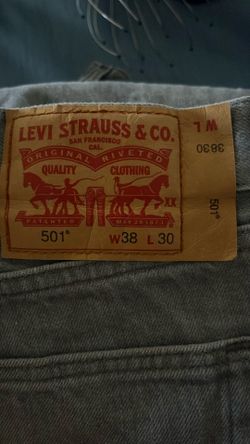 LEVI STRAUSS & CO.
SAN FRANCISCO
CAL.
ORIGINAL RIVETED
QUALITY CLOTHING
XX
PATENTED MAY 20 1873
501® W38 L30
W L
3830
501®